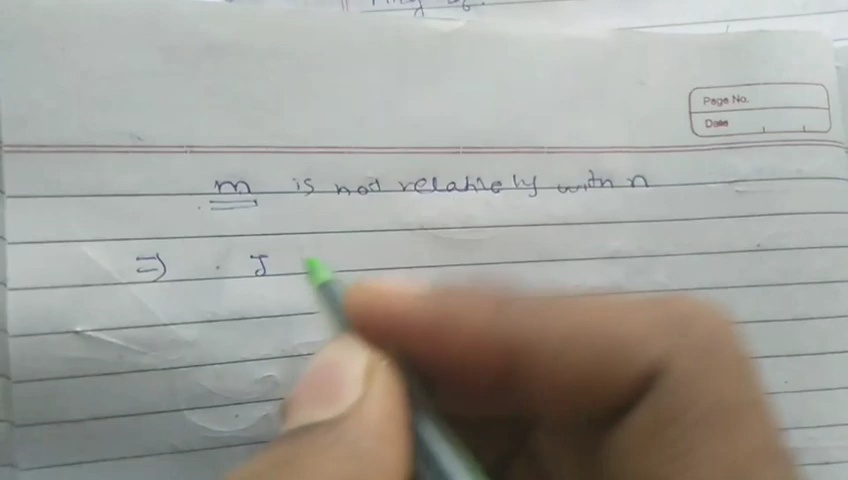 Page No.
Date
m is not relatively with n
⇒ J